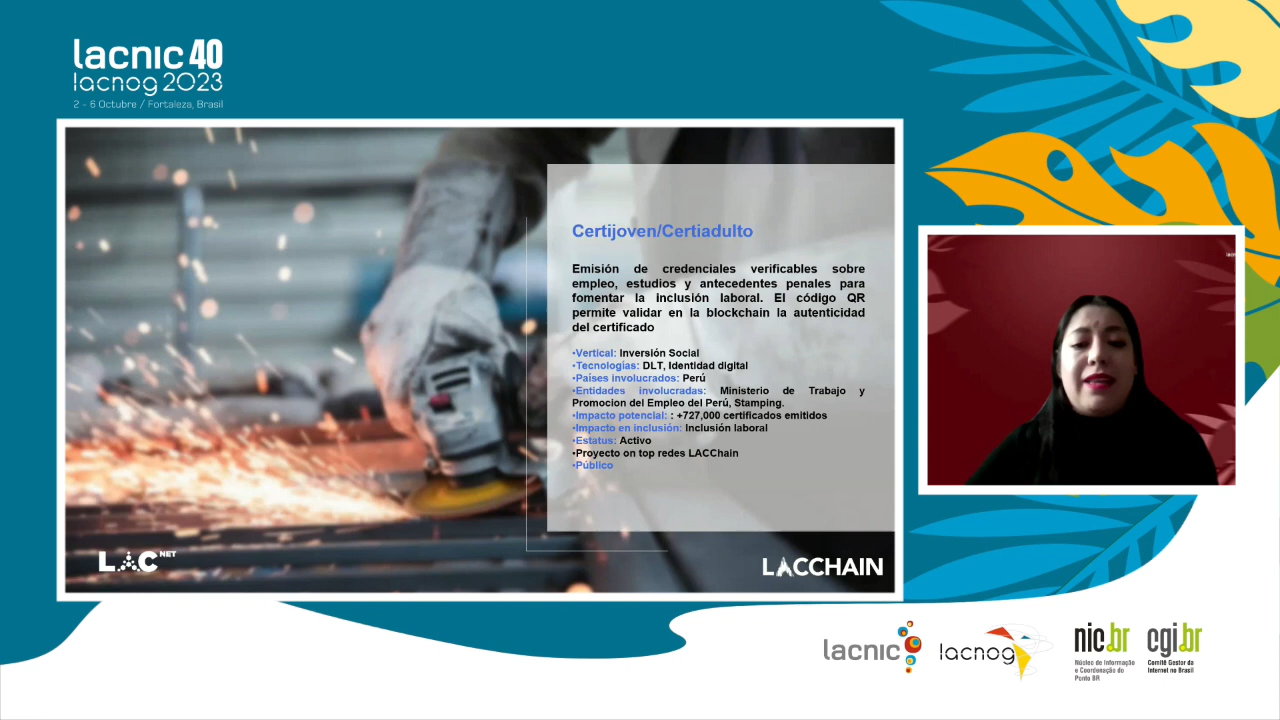 lacnic 40
lacnog 2023
2 - 6 Octubre / Fortaleza, Brasil
Certijoven/Certiadulto
Emisión de credenciales verificables sobre
empleo, estudios y antecedentes penales para
fomentar la inclusión laboral. El código QR
permite validar en la blockchain la autenticidad
del certificado
•Vertical: Inversión Social
•Tecnologías: DLT, Identidad digital
•Países involucrados: Perú
•Entidades involucradas: Ministerio de Trabajo y
Promocion del Empleo del Perú, Stamping.
•Impacto potencial: : +727,000 certificados emitidos
•Impacto en inclusión: Inclusión laboral
•Estatus: Activo
•Proyecto on top redes LACChain
•Público
LAC NET
LACCHAIN
lacnic
lacnog
nic.br
Núcleo de Informação
e Coordenação do
Ponto BR
cgi.br
Comitê Gestor da
Internet no Brasil